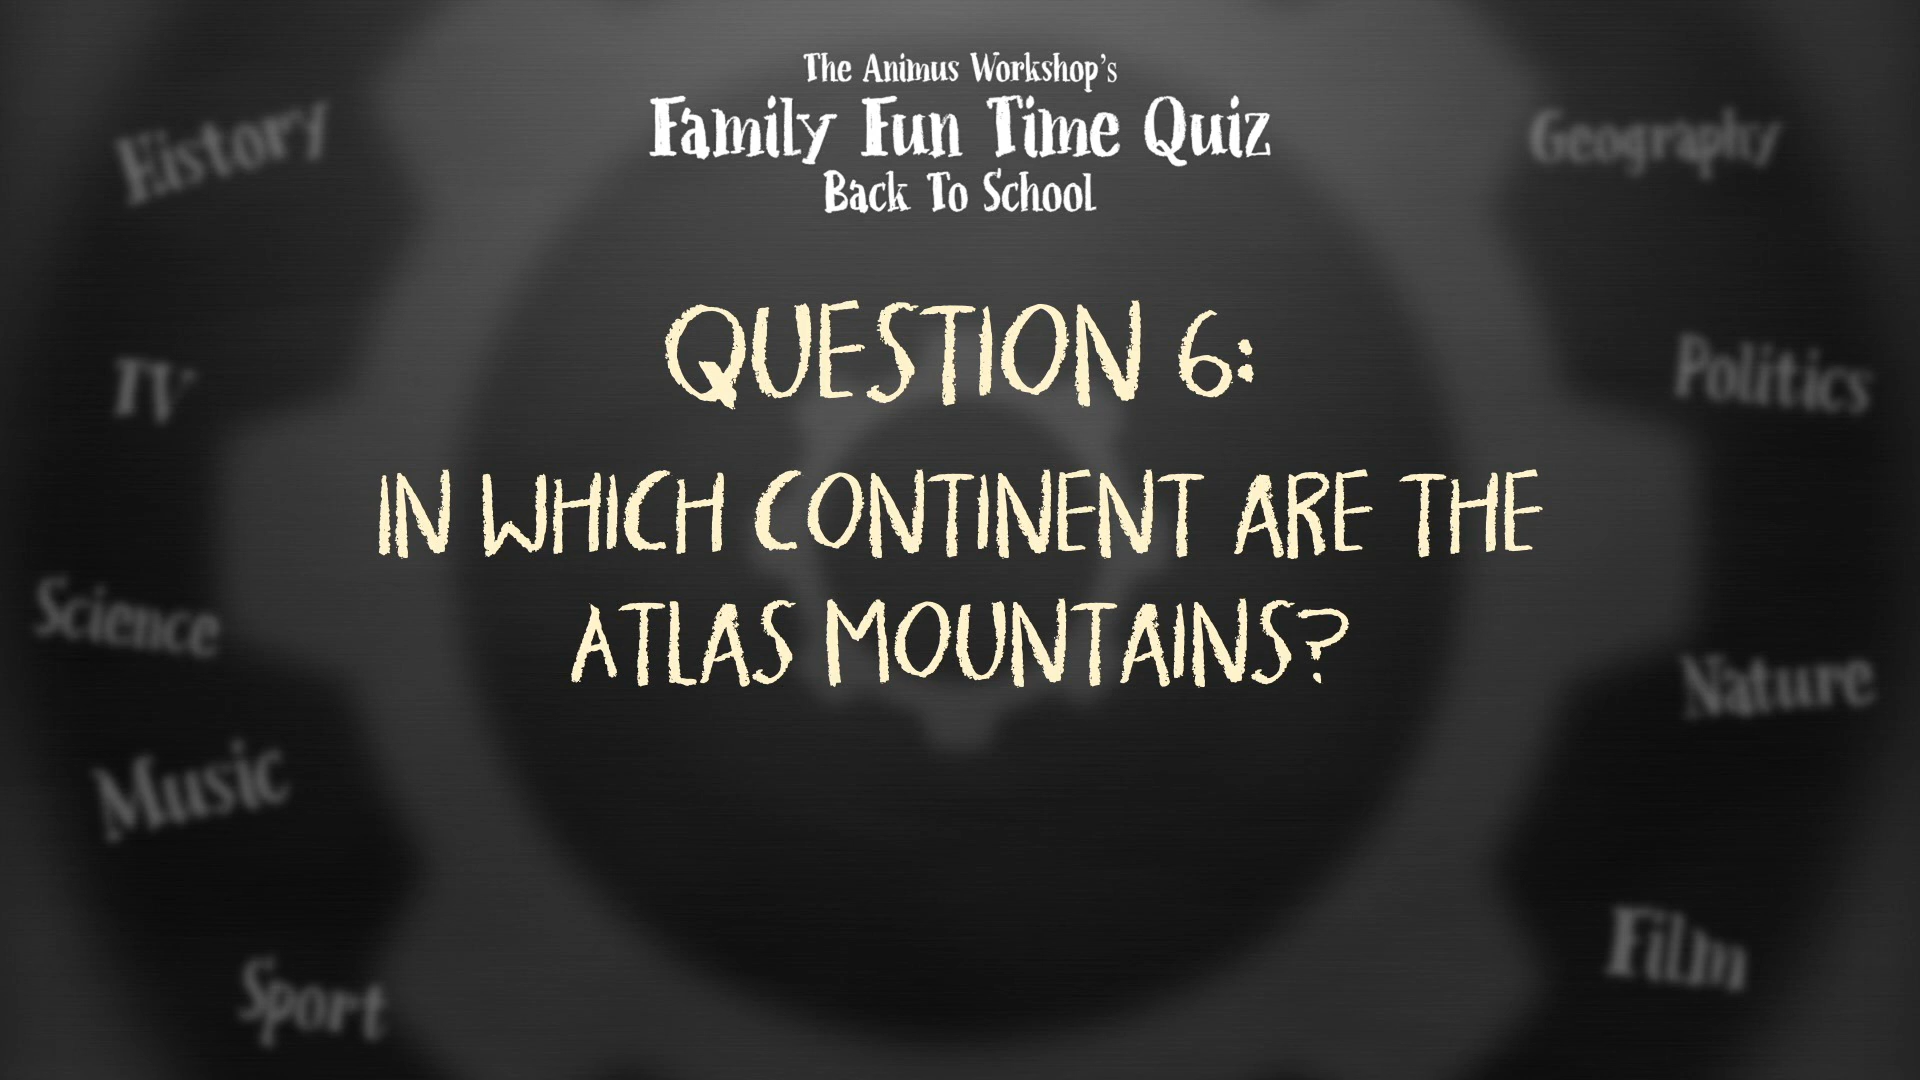 The Animus Workshop's
Family Fun Time Quiz
Back To School
History
Geography
QUESTION 6:
TV
Politics
IN WHICH CONTINENT ARE THE
ATLAS MOUNTAINS?
Science
Nature
Music
Film
Sport